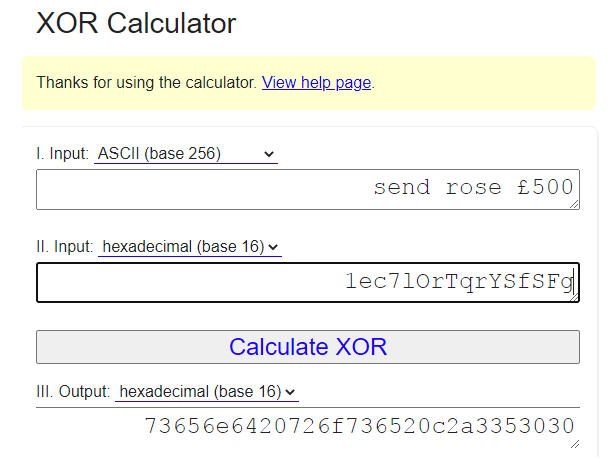 XOR Calculator
Thanks for using the calculator. View help page.
I. Input: ASCII (base 256)
send rose £500
II. Input: hexadecimal (base 16)
1ec7lOrTqrYSfSFg
Calculate XOR
III. Output: hexadecimal (base 16)
73656e6420726f736520c2a3353030